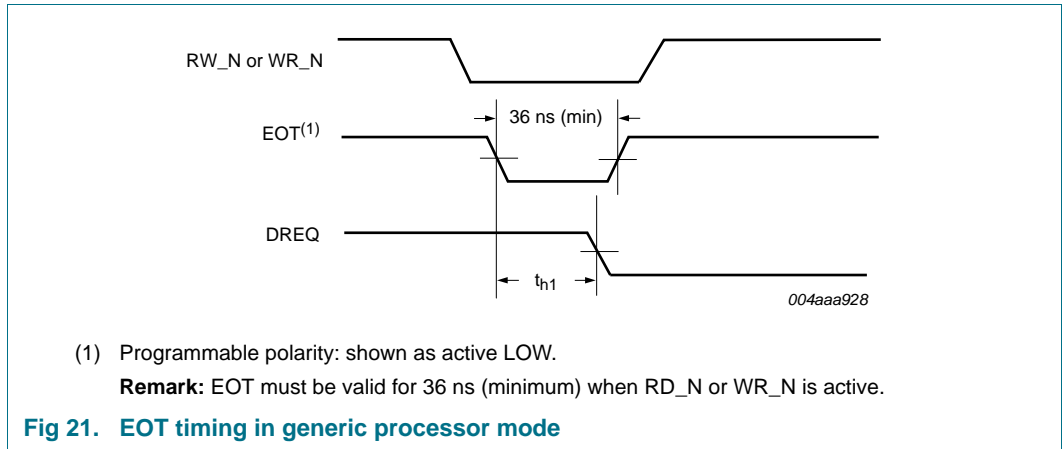 RW_N or WR_N
36 ns (min)
EOT(1)
DREQ
th1
004aaa928
(1) Programmable polarity: shown as active LOW.
Remark: EOT must be valid for 36 ns (minimum) when RD_N or WR_N is active.
Fig 21. EOT timing in generic processor mode